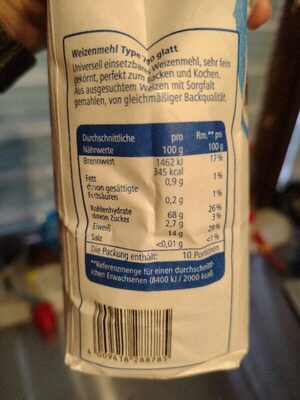 Weizenmehl Type 700 glatt
Universell einsetzbares Weizenmehl, sehr fein
gekörnt, perfekt zum Backen und Kochen.
Aus ausgesuchtem Weizen mit Sorgfalt
gemahlen, von gleichmäßiger Backqualität.
Durchschnittliche pro Rm.** pro
Nährwerte 100 g 100 g
Brennwert 1462 kJ 17 %
345 kcal
Fett 0,9 g 1 %
davon gesättigte
Fettsäuren 0,2 g 1 %
Kohlenhydrate 68 g 26 %
davon Zucker 2,7 g 3 %
Eiweiß 14 g 29 %
Salz <0,01 g <1 %
Die Packung enthält: 10 Portionen
**Referenzmenge für einen durchschnitt-
lichen Erwachsenen (8400 kJ / 2000 kcal).
4 009418 288785